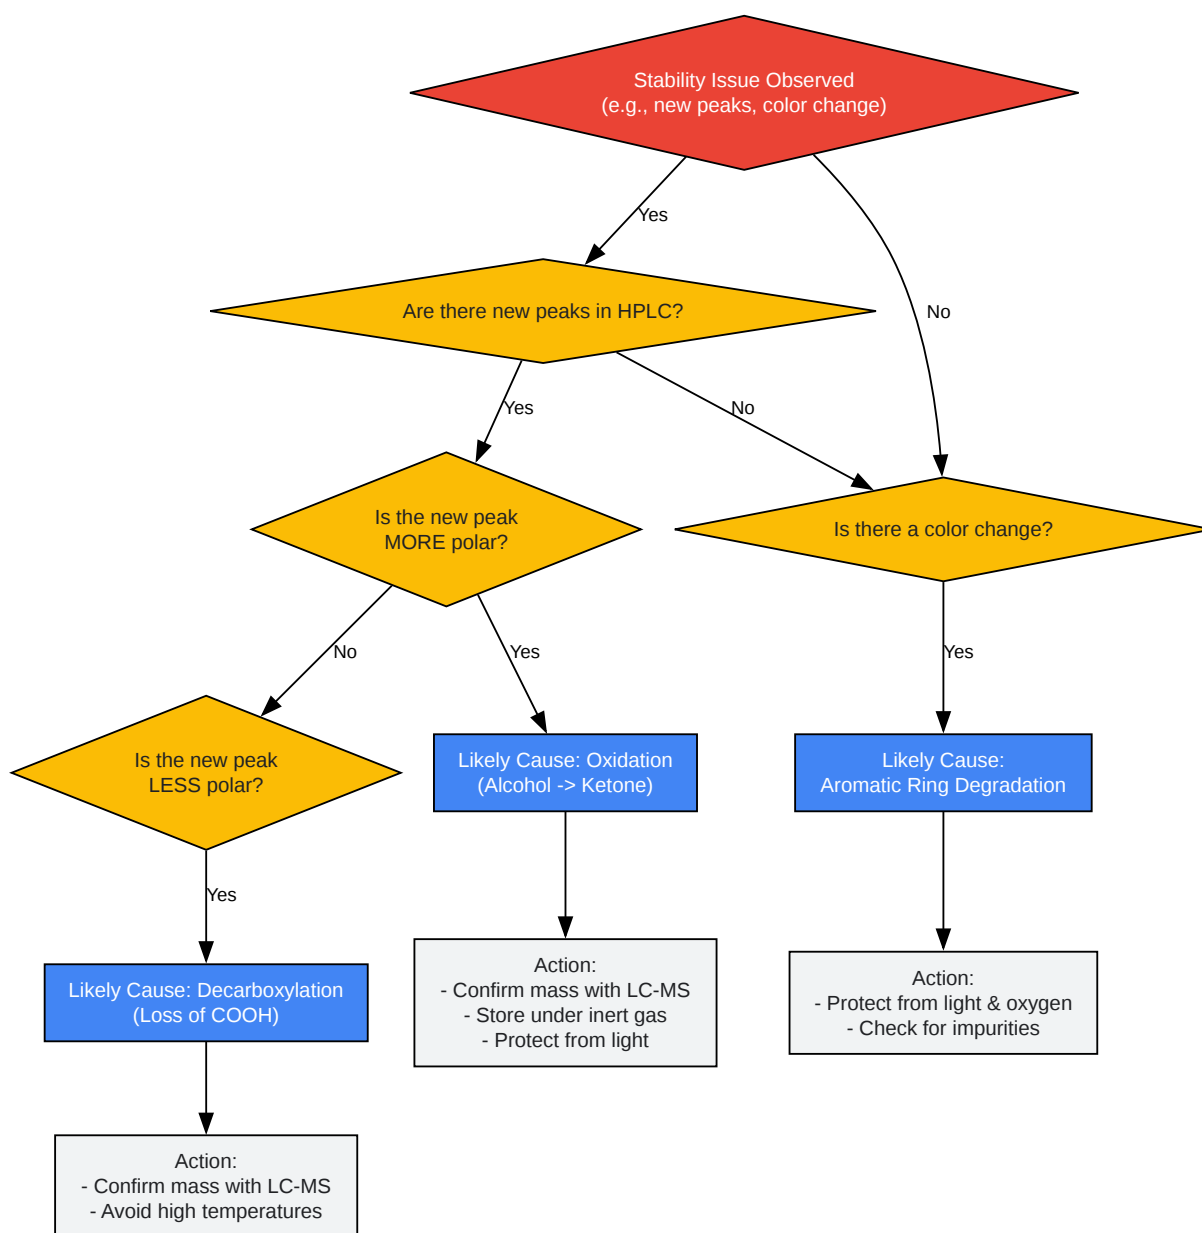 Stability Issue Observed
(e.g., new peaks, color change)
Yes
No
Are there new peaks in HPLC?
Yes
No
Is the new peak
MORE polar?
Is there a color change?
No
Yes
Yes
Is the new peak
LESS polar?
Likely Cause: Oxidation
(Alcohol -> Ketone)
Likely Cause:
Aromatic Ring Degradation
Yes
Likely Cause: Decarboxylation
(Loss of COOH)
Action:
- Confirm mass with LC-MS
- Store under inert gas
- Protect from light
Action:
- Protect from light & oxygen
- Check for impurities
Action:
- Confirm mass with LC-MS
- Avoid high temperatures